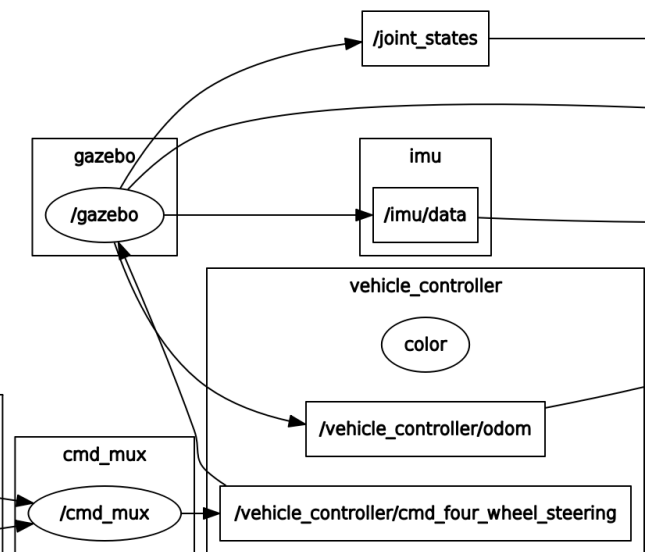 /joint_states
gazebo
imu
/gazebo
/imu/data
vehicle_controller
color
/vehicle_controller/odom
cmd_mux
/cmd_mux
/vehicle_controller/cmd_four_wheel_steering